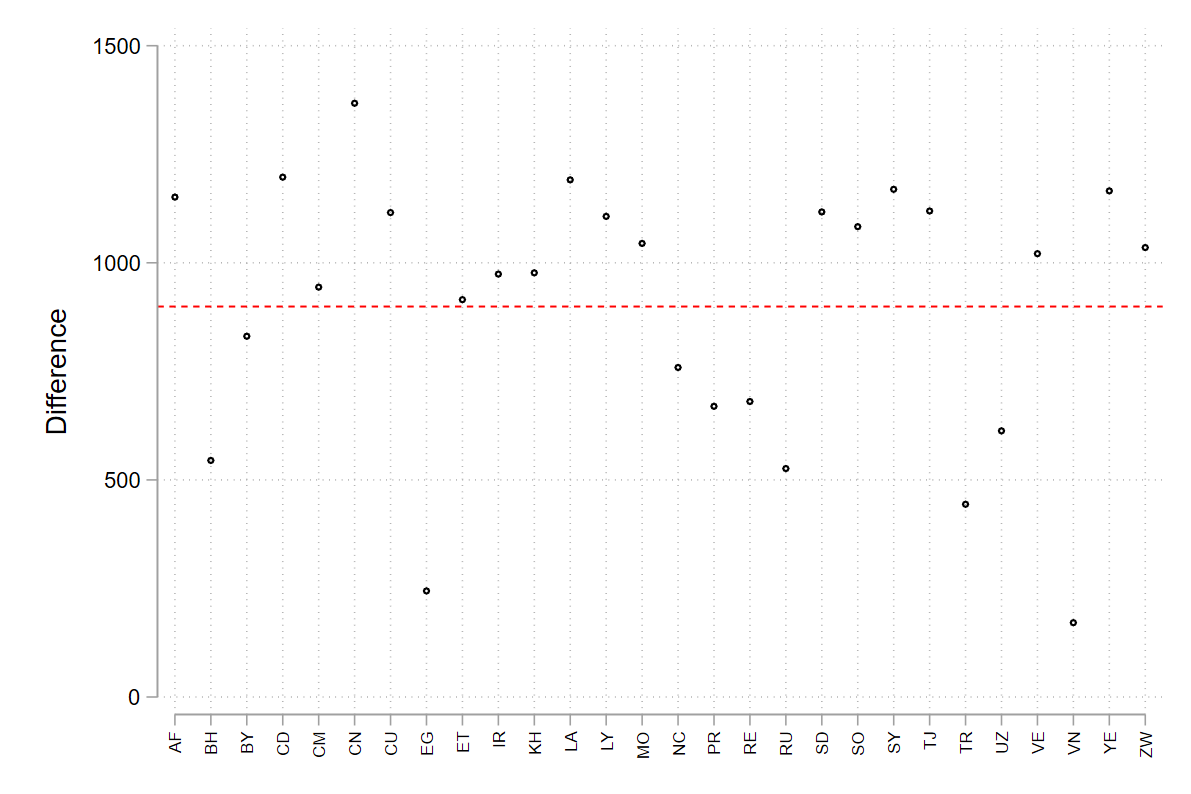 1500
1000
500
0
Difference
AF BH BY CD CM CN CU EG ET IR KH LA LY MO NC PR RE RU SD SO SY TJ TR UZ VE VN YE ZW